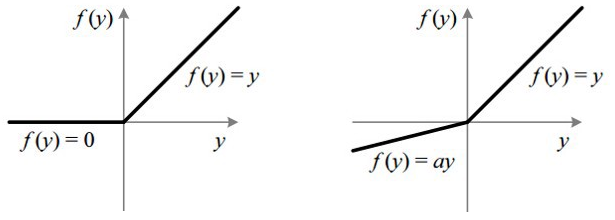 f(y)
f(y) = y
f(y) = 0
y
f(y)
f(y) = y
f(y) = ay
y